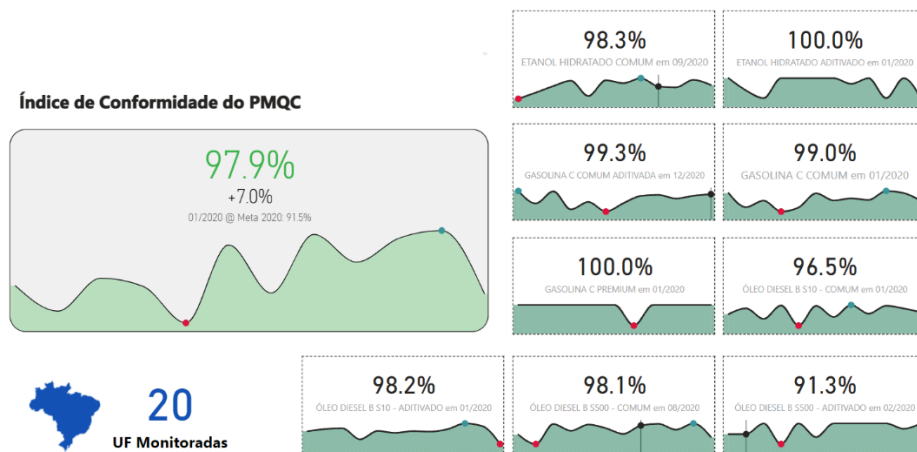 Índice de Conformidade do PMQC
97.9%
+7.0%
01/2020 @ Meta 2020: 91.5%
98.3%
ETANOL HIDRATADO COMUM em 09/2020
100.0%
ETANOL HIDRATADO ADITIVADO em 01/2020
99.3%
GASOLINA C COMUM ADITIVADA em 12/2020
99.0%
GASOLINA C COMUM em 01/2020
100.0%
GASOLINA C PREMIUM em 01/2020
96.5%
ÓLEO DIESEL B S10 - COMUM em 01/2020
20
UF Monitoradas
98.2%
ÓLEO DIESEL B S10 - ADITIVADO em 01/2020
98.1%
ÓLEO DIESEL B S500 - COMUM em 08/2020
91.3%
ÓLEO DIESEL B S500 - ADITIVADO em 02/2020